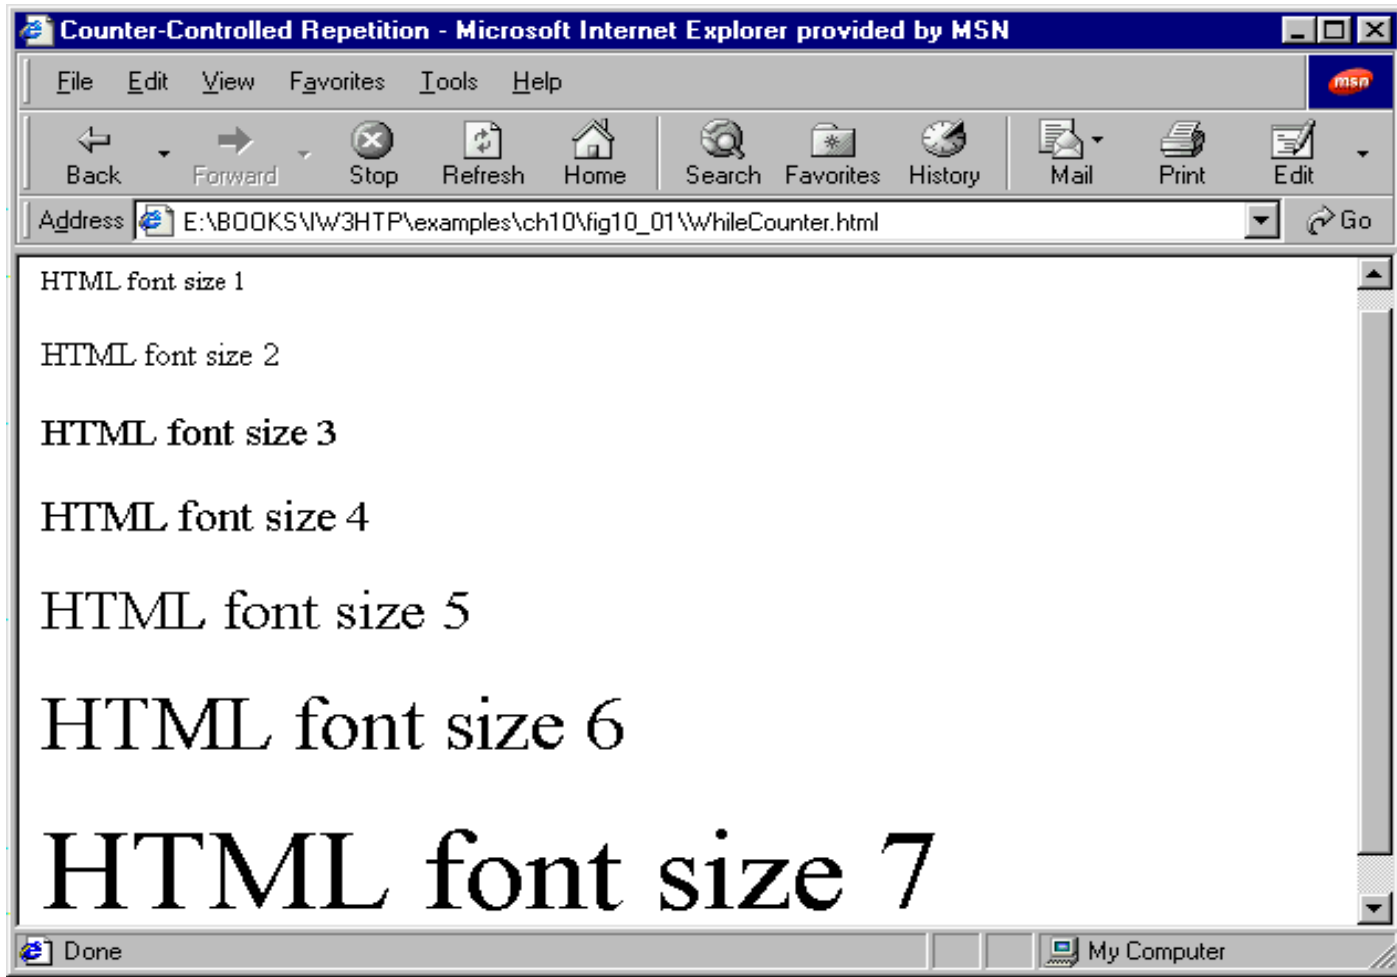 Counter-Controlled Repetition - Microsoft Internet Explorer provided by MSN
File Edit View Favorites Tools Help
msn
Back Forward Stop Refresh Home Search Favorites History Mail Print Edit
Address E:\BOOKS\IW3HTP\examples\ch10\fig10_01\WhileCounter.html Go
HTML font size 1
HTML font size 2
HTML font size 3
HTML font size 4
HTML font size 5
HTML font size 6
HTML font size 7
Done My Computer